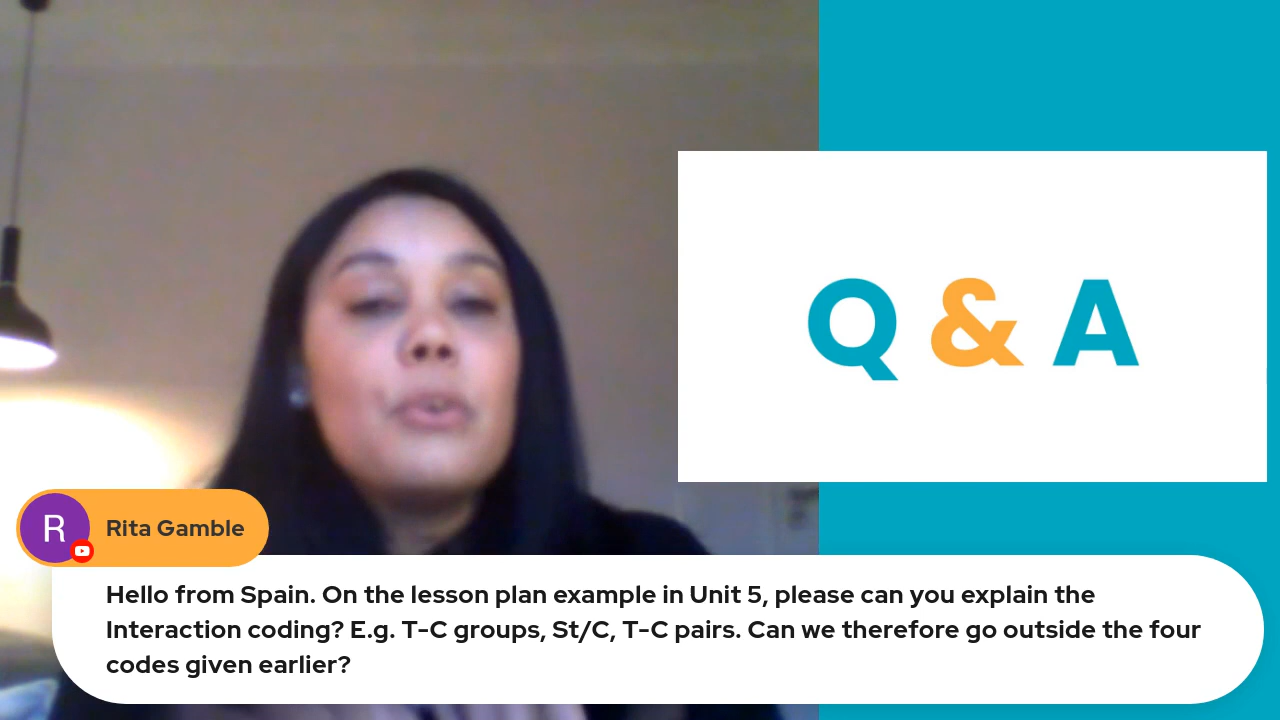 Q & A
R
Rita Gamble
Hello from Spain. On the lesson plan example in Unit 5, please can you explain the
Interaction coding? E.g. T-C groups, St/C, T-C pairs. Can we therefore go outside the four
codes given earlier?